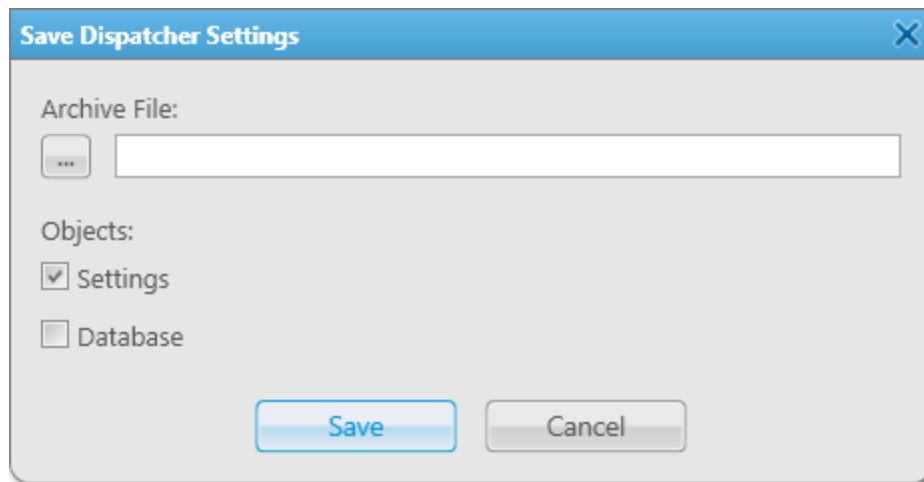 Save Dispatcher Settings
Archive File:
...
Objects:
Settings
Database
Save Cancel